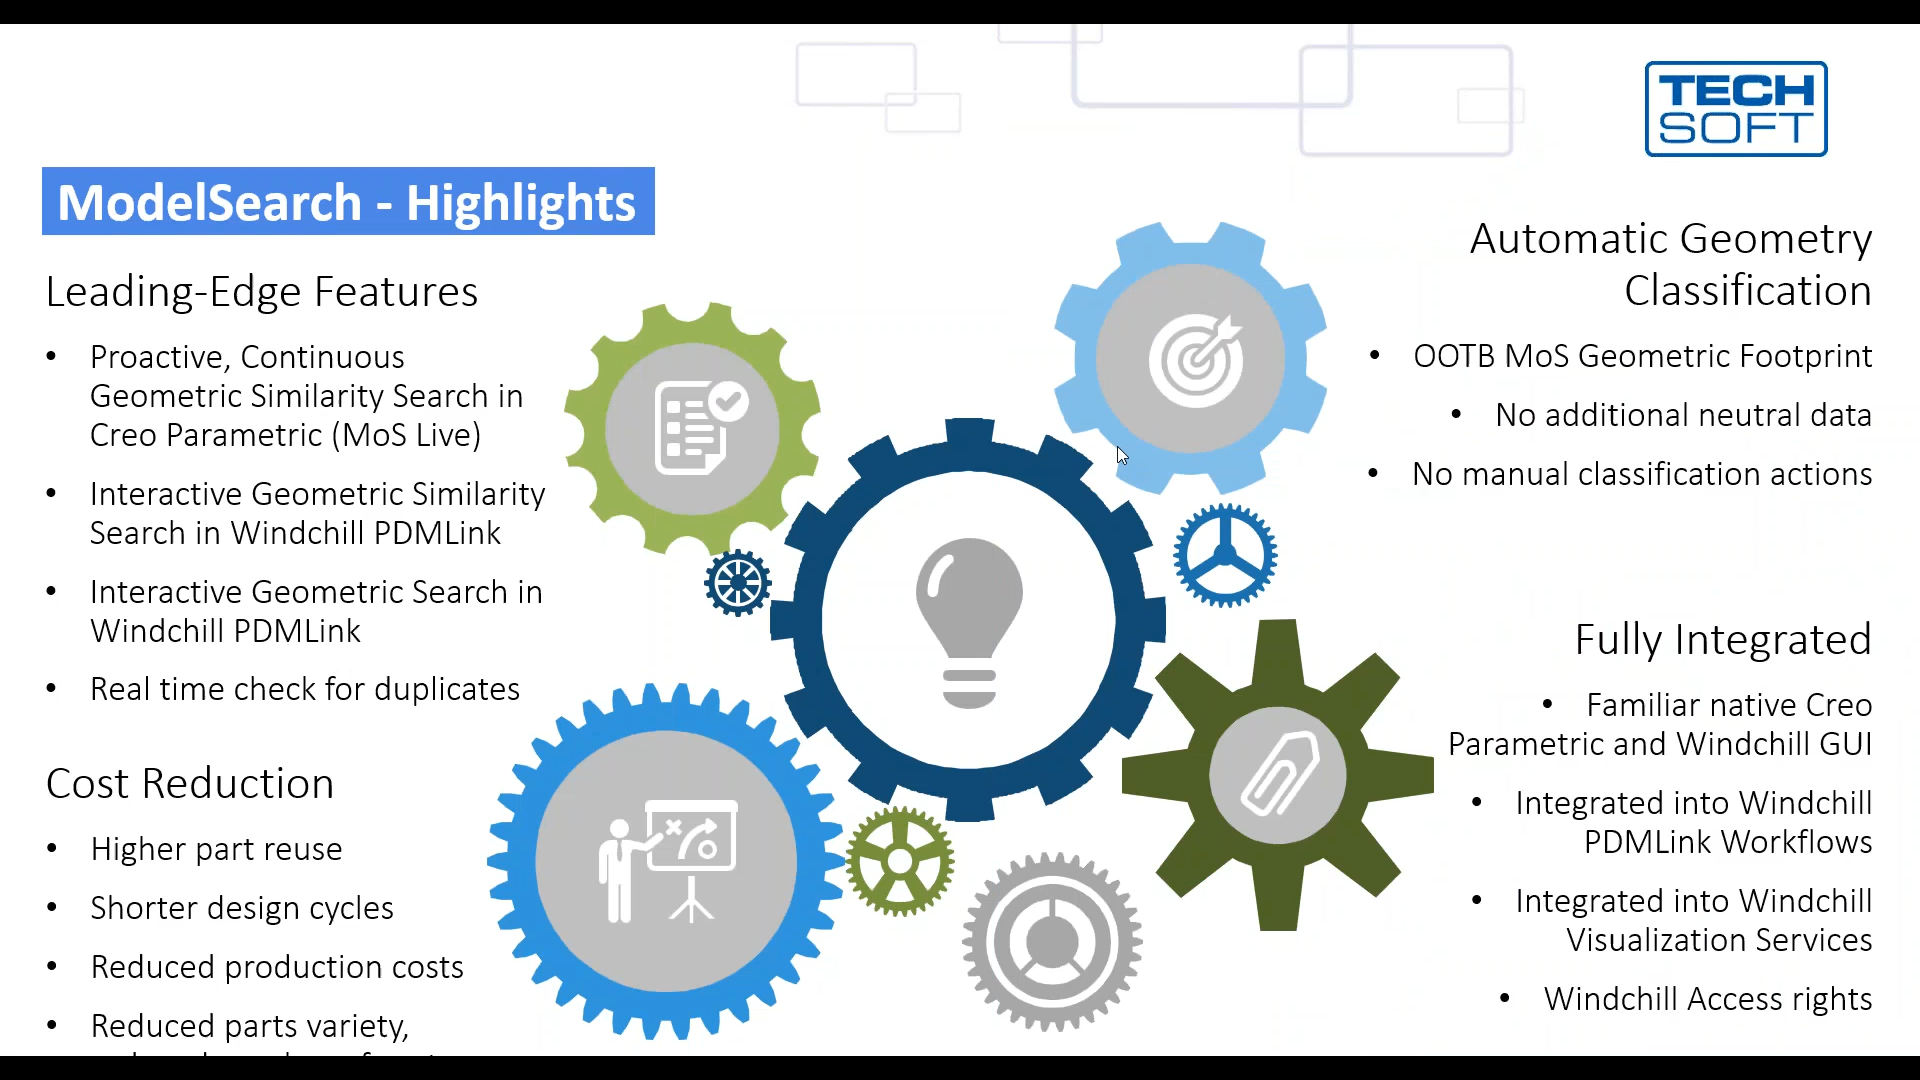 TECH
SOFT
ModelSearch - Highlights
Leading-Edge Features
• Proactive, Continuous
Geometric Similarity Search in
Creo Parametric (MoS Live)
• Interactive Geometric Similarity
Search in Windchill PDMLink
• Interactive Geometric Search in
Windchill PDMLink
• Real time check for duplicates
Cost Reduction
• Higher part reuse
• Shorter design cycles
• Reduced production costs
• Reduced parts variety,
Automatic Geometry
Classification
• OOTB MoS Geometric Footprint
• No additional neutral data
• No manual classification actions
Fully Integrated
• Familiar native Creo
Parametric and Windchill GUI
• Integrated into Windchill
PDMLink Workflows
• Integrated into Windchill
Visualization Services
• Windchill Access rights